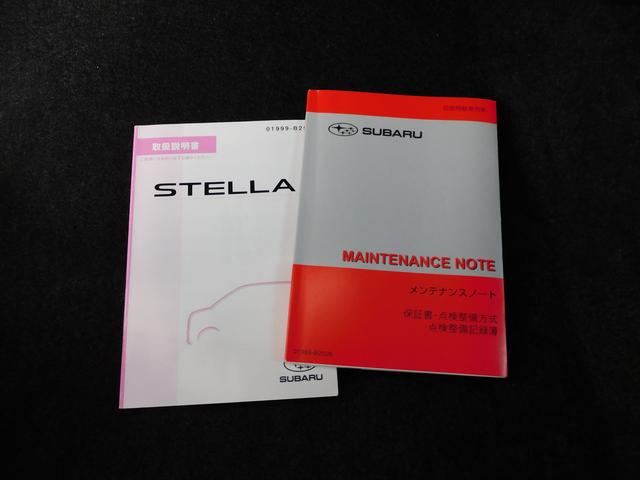 取扱説明書
01999-B25
STELLA
SUBARU
SUBARU
MAINTENANCE NOTE
メンテナンスノート
保証書・点検整備方式
点検整備記録簿